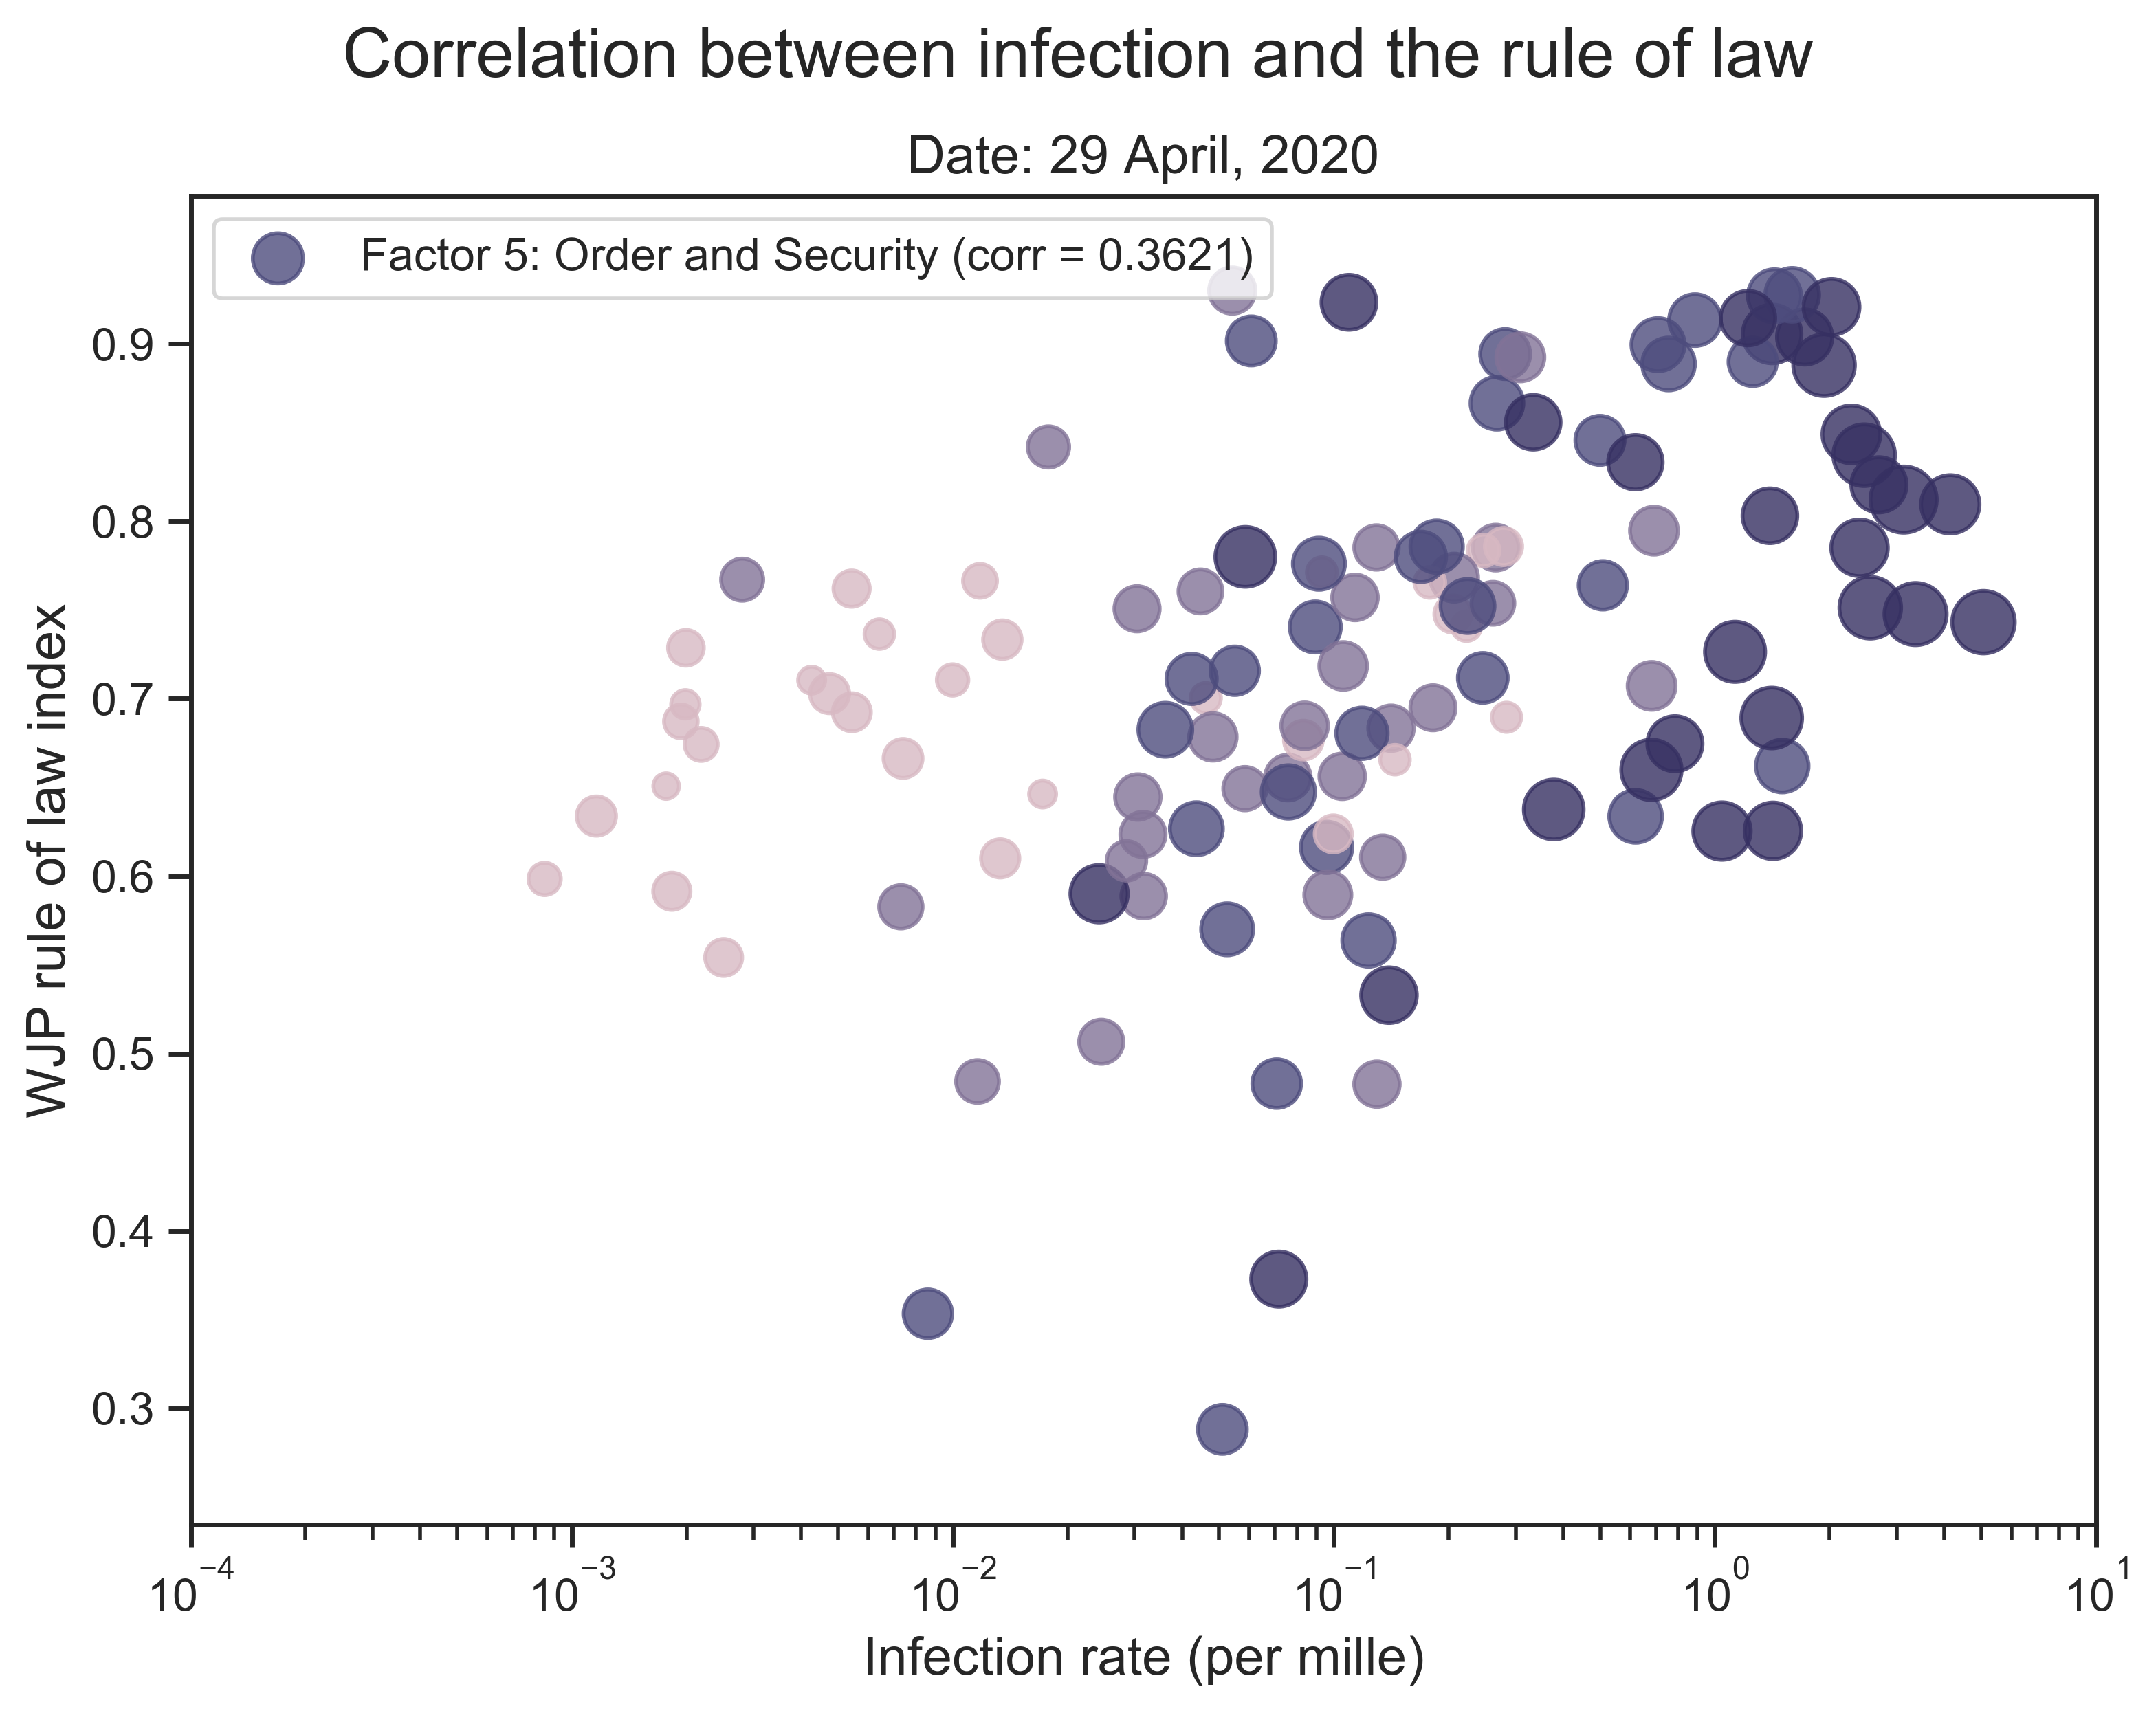 Correlation between infection and the rule of law
Date: 29 April, 2020
Factor 5: Order and Security (corr = 0.3621)
WJP rule of law index
0.9
0.8
0.7
0.6
0.5
0.4
0.3
10⁻⁴ 10⁻³ 10⁻² 10⁻¹ 10⁰ 10¹
Infection rate (per mille)